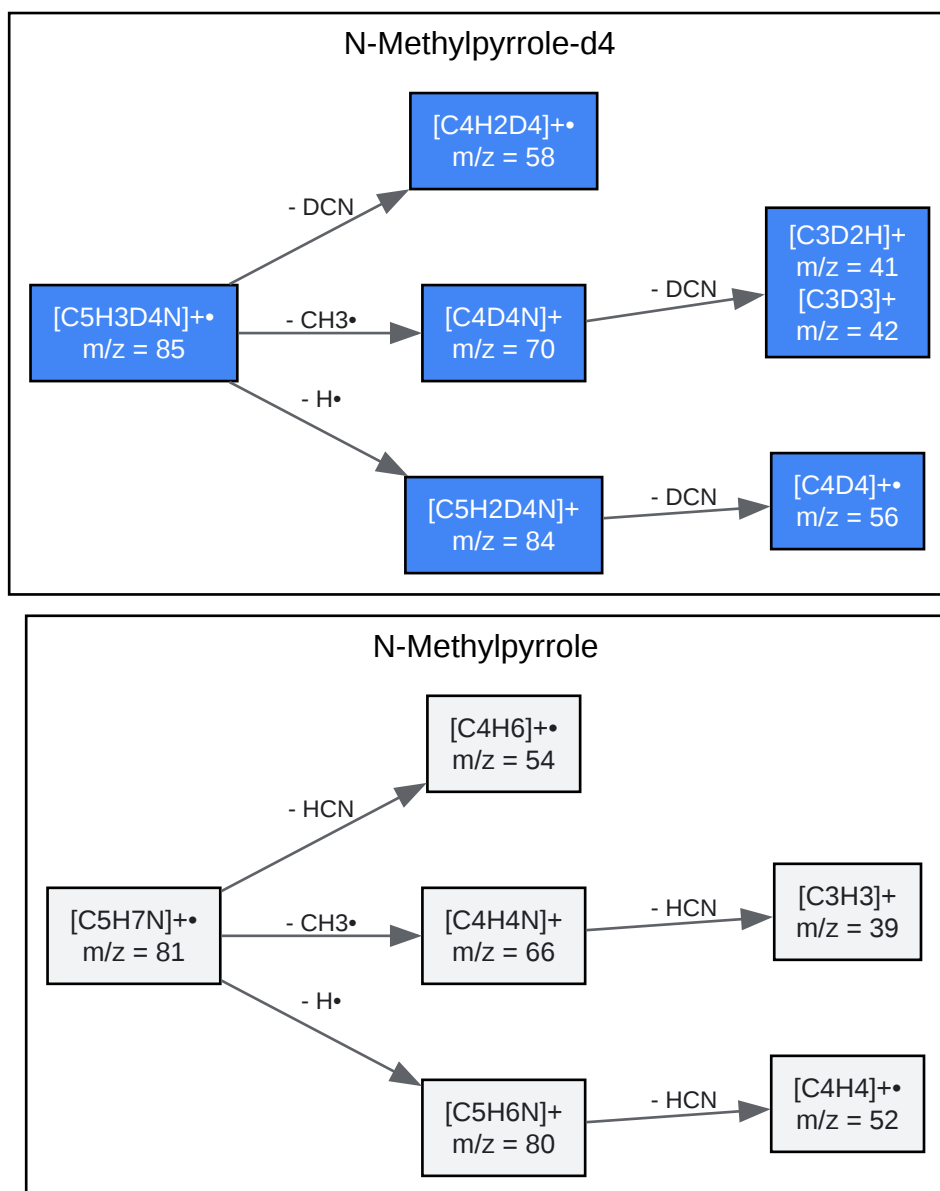 N-Methylpyrrole-d4
[C4H2D4]+•
m/z = 58
- DCN
[C3D2H]+
m/z = 41
[C3D3]+
m/z = 42
- DCN
[C5H3D4N]+•
m/z = 85
- CH3•
[C4D4N]+
m/z = 70
- H•
[C5H2D4N]+
m/z = 84
- DCN
[C4D4]+•
m/z = 56
N-Methylpyrrole
[C4H6]+•
m/z = 54
- HCN
[C5H7N]+•
m/z = 81
- CH3•
[C4H4N]+
m/z = 66
- HCN
[C3H3]+
m/z = 39
- H•
[C5H6N]+
m/z = 80
- HCN
[C4H4]+•
m/z = 52